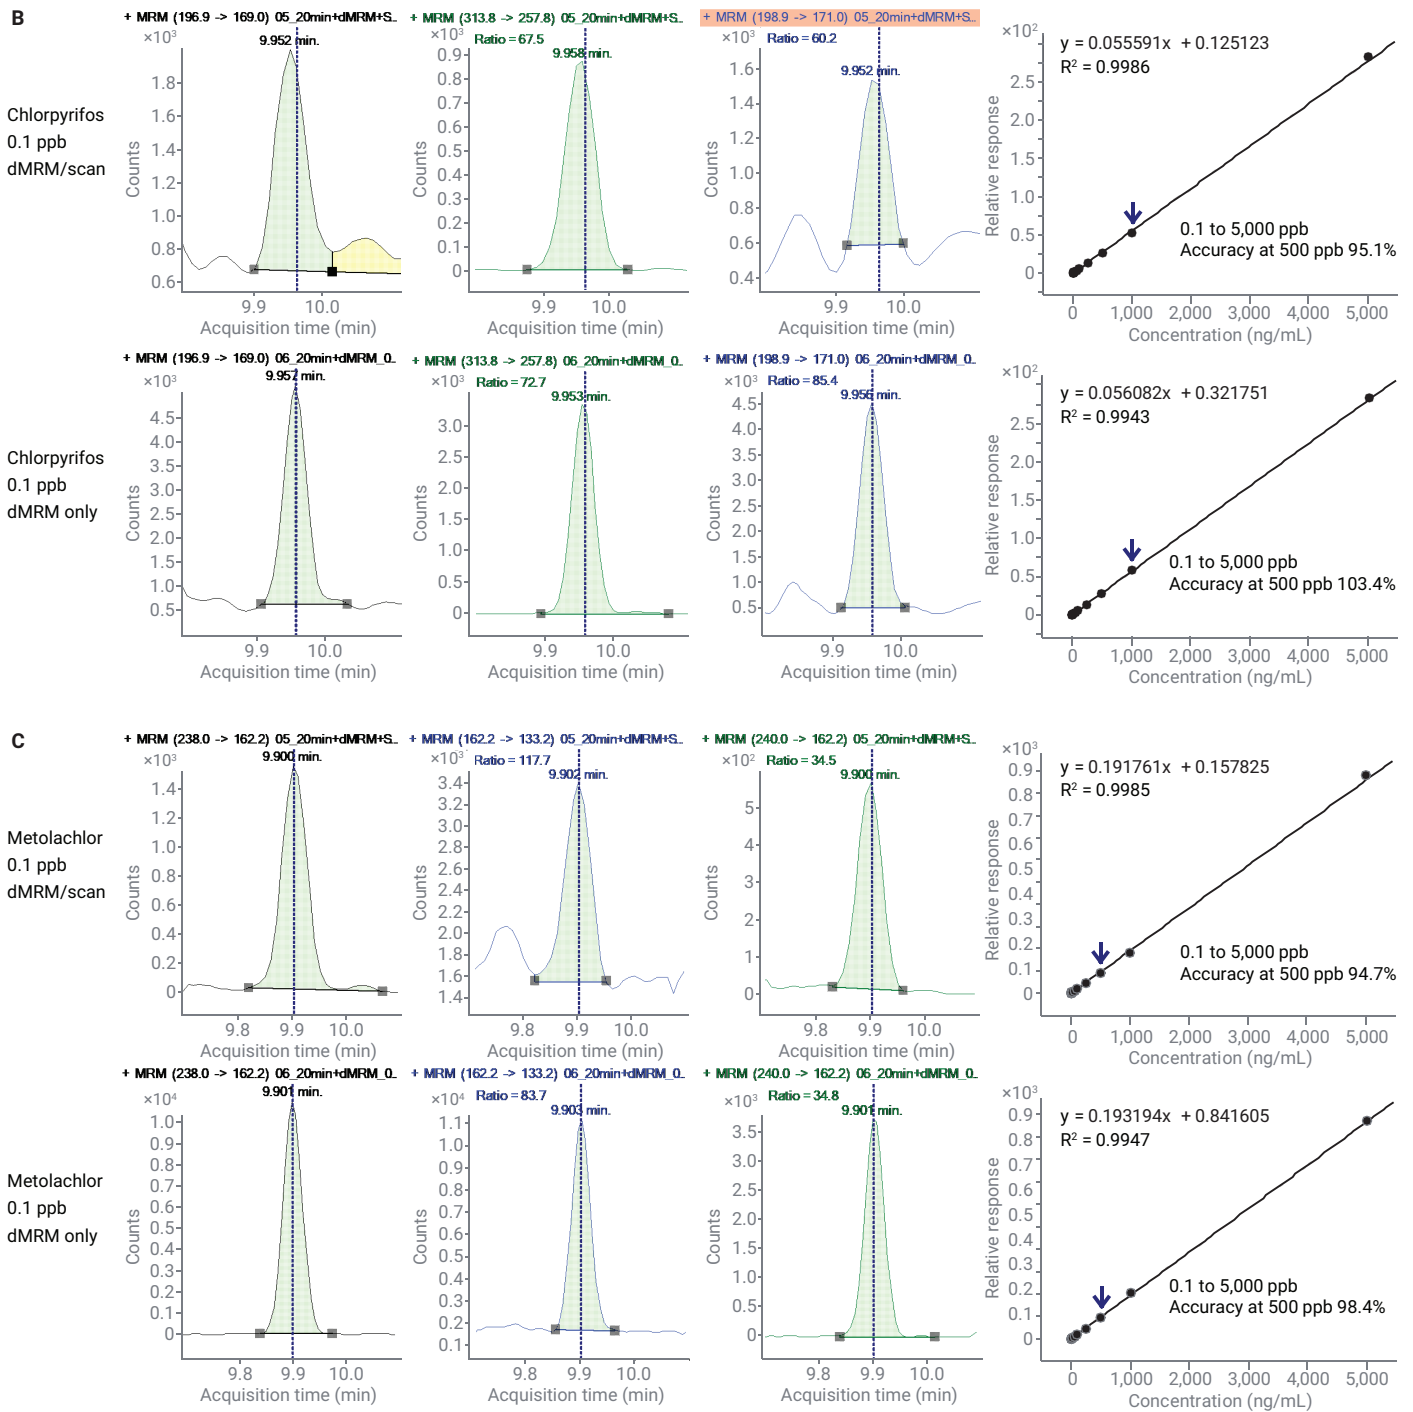 B
+ MRM (196.9 -> 169.0) 05_20min+dMRM+S...
+ MRM (313.8 -> 257.8) 05_20min+dMRM+S...
+ MRM (198.9 -> 171.0) 05_20min+dMRM+S...
Chlorpyrifos
0.1 ppb
dMRM/scan
×10³
9.952 min.
Counts
1.8
1.6
1.4
1.2
1.0
0.8
0.6
9.9 10.0
Acquisition time (min)
×10³
Ratio = 67.5
9.958 min.
Counts
0.9
0.8
0.7
0.6
0.5
0.4
0.3
0.2
0.1
0
9.9 10.0
Acquisition time (min)
×10³
Ratio = 60.2
9.952 min.
Counts
1.6
1.4
1.2
1.0
0.8
0.6
0.4
9.9 10.0
Acquisition time (min)
×10²
y = 0.055591x + 0.125123
R² = 0.9986
Relative response
2.5
2.0
1.5
1.0
0.5
0
0.1 to 5,000 ppb
Accuracy at 500 ppb 95.1%
0 1,000 2,000 3,000 4,000 5,000
Concentration (ng/mL)
+ MRM (196.9 -> 169.0) 06_20min+dMRM_0...
+ MRM (313.8 -> 257.8) 06_20min+dMRM_0...
+ MRM (198.9 -> 171.0) 06_20min+dMRM_0...
Chlorpyrifos
0.1 ppb
dMRM only
×10³
9.957 min.
Counts
4.5
4.0
3.5
3.0
2.5
2.0
1.5
1.0
0.5
9.9 10.0
Acquisition time (min)
×10³
Ratio = 72.7
9.953 min.
Counts
3.0
2.5
2.0
1.5
1.0
0.5
0
9.9 10.0
Acquisition time (min)
×10³
Ratio = 85.4
9.956 min.
Counts
4.5
4.0
3.5
3.0
2.5
2.0
1.5
1.0
0.5
9.9 10.0
Acquisition time (min)
×10²
y = 0.056082x + 0.321751
R² = 0.9943
Relative response
2.5
2.0
1.5
1.0
0.5
0
0.1 to 5,000 ppb
Accuracy at 500 ppb 103.4%
0 1,000 2,000 3,000 4,000 5,000
Concentration (ng/mL)
C
+ MRM (238.0 -> 162.2) 05_20min+dMRM+S...
+ MRM (162.2 -> 133.2) 05_20min+dMRM+S...
+ MRM (240.0 -> 162.2) 05_20min+dMRM+S...
Metolachlor
0.1 ppb
dMRM/scan
×10³
9.900 min.
Counts
1.4
1.2
1.0
0.8
0.6
0.4
0.2
0
9.8 9.9 10.0
Acquisition time (min)
×10³
Ratio = 117.7
9.902 min.
Counts
3.4
3.2
3.0
2.8
2.6
2.4
2.2
2.0
1.8
1.6
1.4
9.8 9.9 10.0
Acquisition time (min)
×10²
Ratio = 34.5
9.900 min.
Counts
5
4
3
2
1
0
9.8 9.9 10.0
Acquisition time (min)
×10³
y = 0.191761x + 0.157825
R² = 0.9985
Relative response
0.9
0.8
0.7
0.6
0.5
0.4
0.3
0.2
0.1
0
0.1 to 5,000 ppb
Accuracy at 500 ppb 94.7%
0 1,000 2,000 3,000 4,000 5,000
Concentration (ng/mL)
+ MRM (238.0 -> 162.2) 06_20min+dMRM_0...
+ MRM (162.2 -> 133.2) 06_20min+dMRM_0...
+ MRM (240.0 -> 162.2) 06_20min+dMRM_0...
Metolachlor
0.1 ppb
dMRM only
×10⁴
9.901 min.
Counts
1.0
0.9
0.8
0.7
0.6
0.5
0.4
0.3
0.2
0.1
0
9.8 9.9 10.0
Acquisition time (min)
×10⁴
Ratio = 83.7
9.903 min.
Counts
1.1
1.0
0.9
0.8
0.7
0.6
0.5
0.4
0.3
0.2
0.1
9.8 9.9 10.0
Acquisition time (min)
×10³
Ratio = 34.8
9.901 min.
Counts
3.5
3.0
2.5
2.0
1.5
1.0
0.5
0
9.8 9.9 10.0
Acquisition time (min)
×10³
y = 0.193194x + 0.841605
R² = 0.9947
Relative response
0.9
0.8
0.7
0.6
0.5
0.4
0.3
0.2
0.1
0
0.1 to 5,000 ppb
Accuracy at 500 ppb 98.4%
0 1,000 2,000 3,000 4,000 5,000
Concentration (ng/mL)